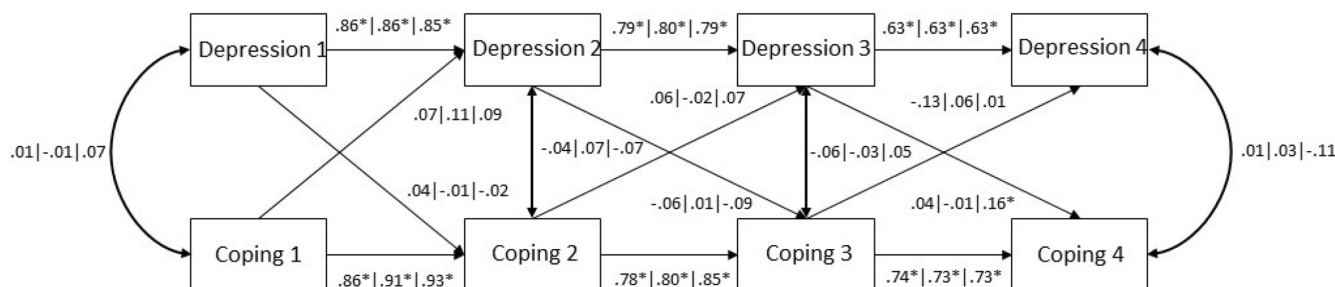 .86*|.86*|.85*
.79*|.80*|.79*
.63*|.63*|.63*
Depression 1
Depression 2
Depression 3
Depression 4
.07|.11|.09
.06|-.02|.07
-.13|.06|.01
.01|-.01|.07
-.04|.07|-.07
-.06|-.03|.05
.01|.03|-.11
.04|-.01|-.02
-.06|.01|-.09
.04|-.01|.16*
Coping 1
Coping 2
Coping 3
Coping 4
.86*|.91*|.93*
.78*|.80*|.85*
.74*|.73*|.73*